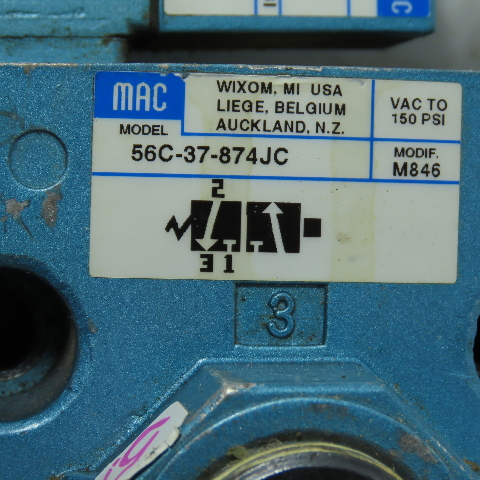 C
MAC
WIXOM, MI USA
LIEGE, BELGIUM
AUCKLAND, N.Z.
VAC TO
150 PSI
MODEL
56C-37-874JC
MODIF.
M846
2
3 1
3